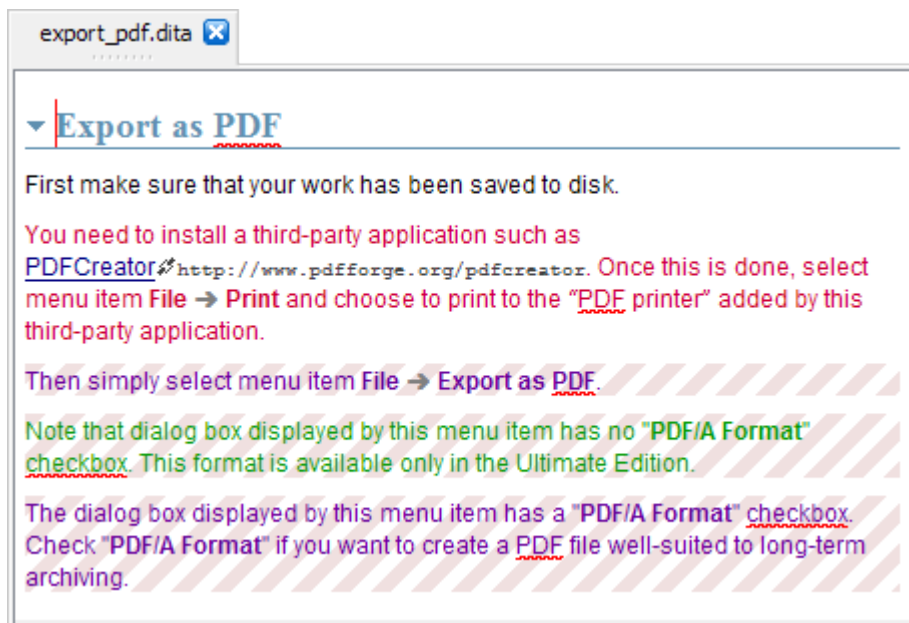 export_pdf.dita
Export as PDF
First make sure that your work has been saved to disk.
You need to install a third-party application such as
PDFCreator http://www.pdfforge.org/pdfcreator. Once this is done, select
menu item File ➔ Print and choose to print to the “PDF printer” added by this
third-party application.
Then simply select menu item File ➔ Export as PDF.
Note that dialog box displayed by this menu item has no "PDF/A Format"
checkbox. This format is available only in the Ultimate Edition.
The dialog box displayed by this menu item has a "PDF/A Format" checkbox.
Check "PDF/A Format" if you want to create a PDF file well-suited to long-term
archiving.